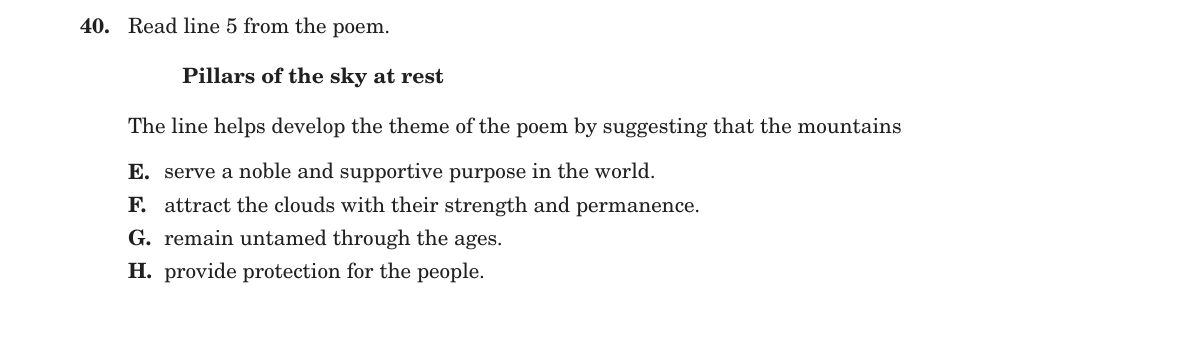 40. Read line 5 from the poem.
Pillars of the sky at rest
The line helps develop the theme of the poem by suggesting that the mountains
E. serve a noble and supportive purpose in the world.
F. attract the clouds with their strength and permanence.
G. remain untamed through the ages.
H. provide protection for the people.